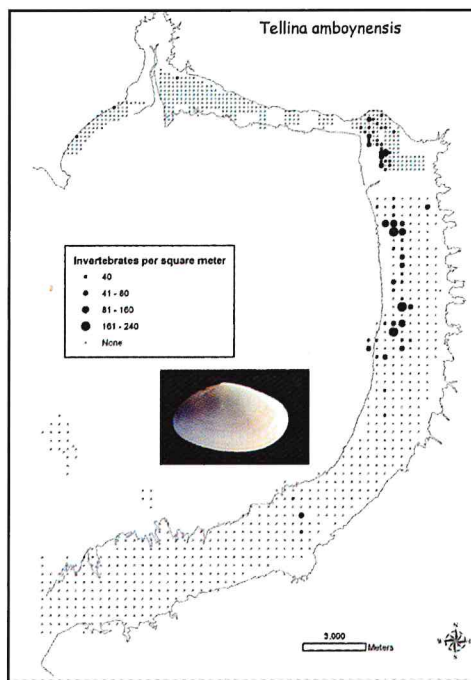 Tellina amboynensis
Invertebrates per square meter
40
41 - 80
81 - 160
161 - 240
None
3,000
Meters
N
W
E
S